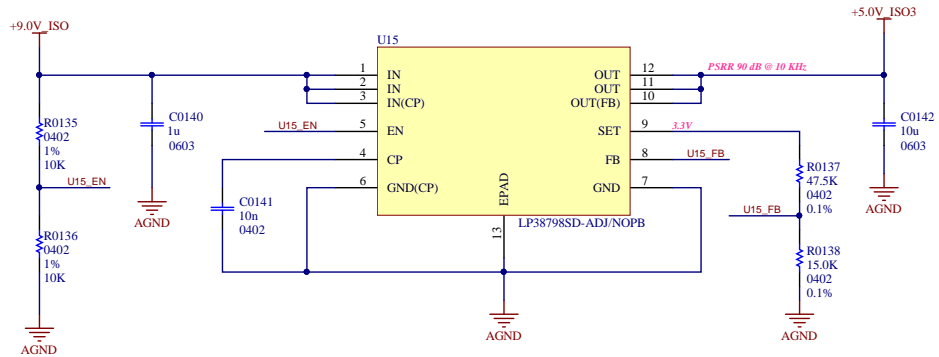 +9.0V_ISO
+5.0V_ISO3
U15
1 IN OUT 12
2 IN OUT 11
3 IN(CP) OUT(FB) 10
5 EN SET 9
4 CP FB 8
6 GND(CP) GND 7
EPAD
13
LP38798SD-ADJ/NOPB
PSRR 90 dB @ 10 KHz
3.3V
U15_EN
U15_FB
R0135
0402
1%
10K
U15_EN
R0136
0402
1%
10K
AGND
C0140
1u
0603
AGND
C0141
10n
0402
AGND
R0137
47.5K
0402
0.1%
U15_FB
R0138
15.0K
0402
0.1%
AGND
C0142
10u
0603
AGND